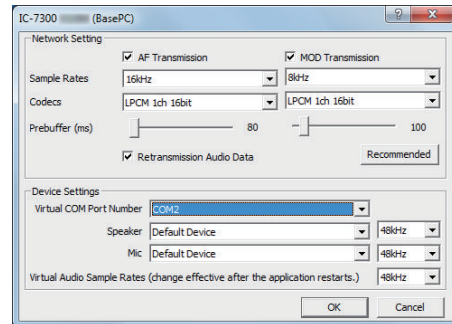 IC-7300 (BasePC)
Network Setting
AF Transmission MOD Transmission
Sample Rates 16kHz 8kHz
Codecs LPCM 1ch 16bit LPCM 1ch 16bit
Prebuffer (ms) 80 100
Retransmission Audio Data Recommended
Device Settings
Virtual COM Port Number COM2
Speaker Default Device 48kHz
Mic Default Device 48kHz
Virtual Audio Sample Rates (change effective after the application restarts.) 48kHz
OK Cancel